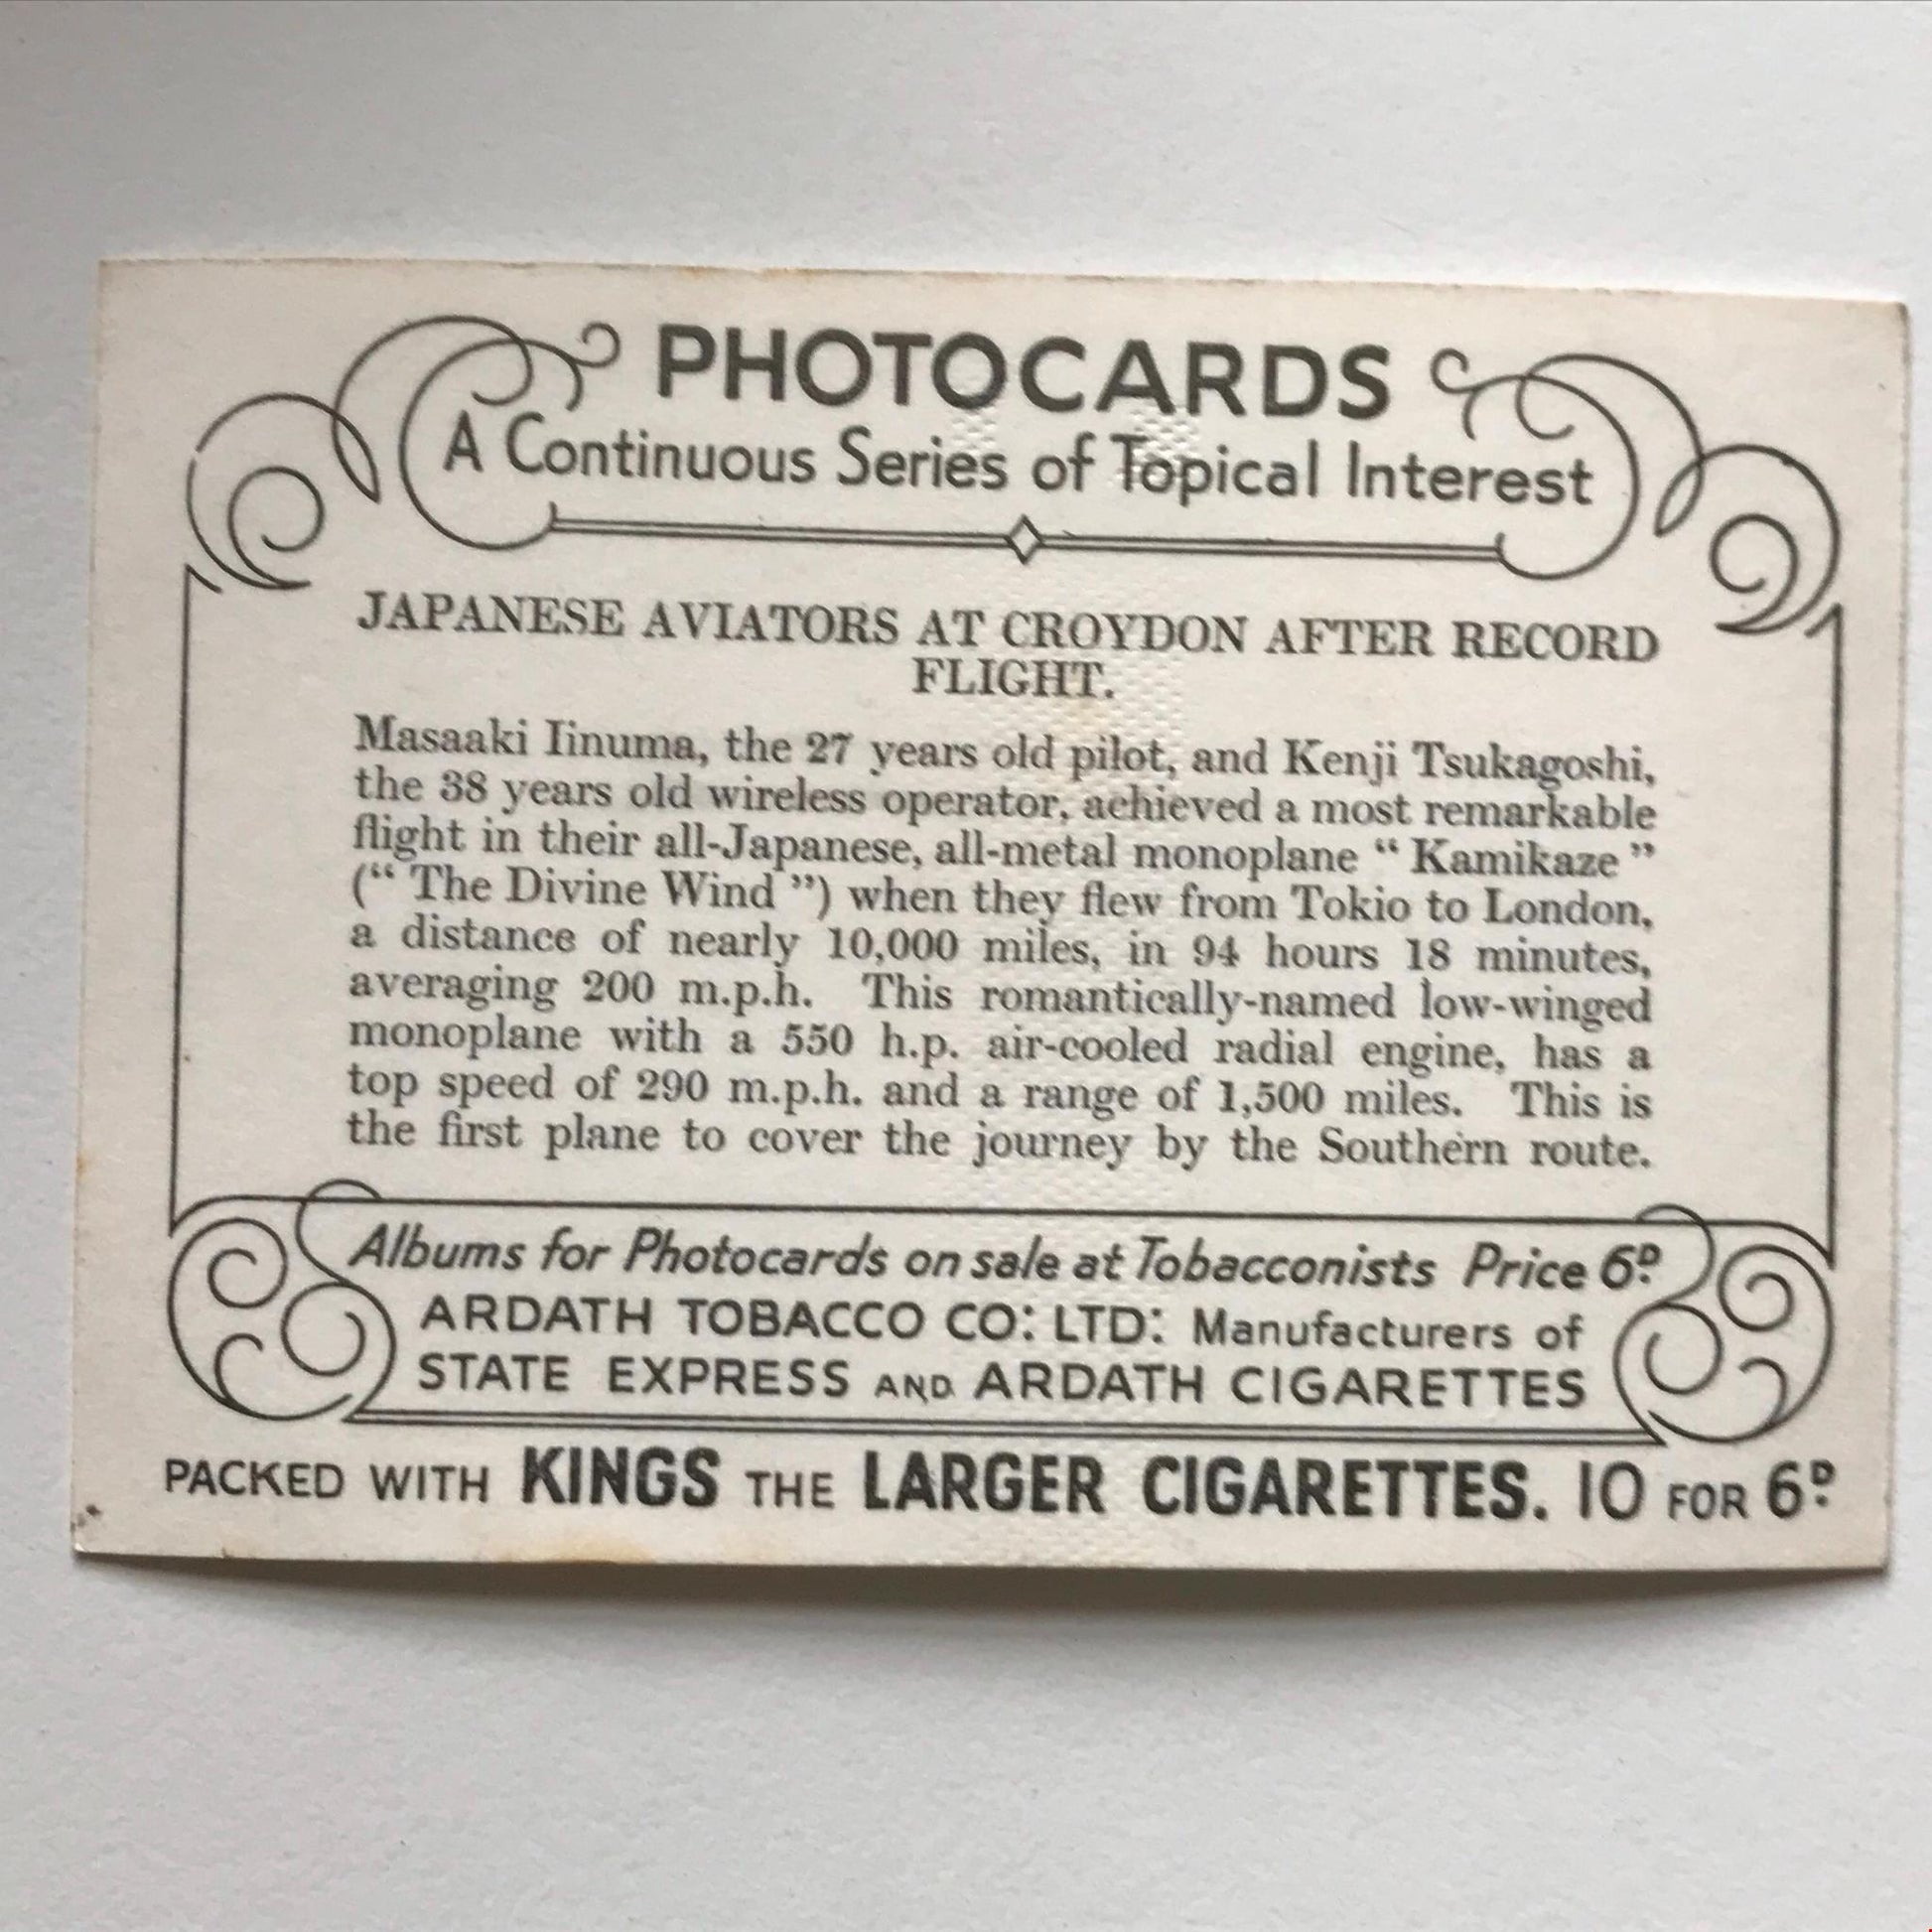 PHOTOCARDS
A Continuous Series of Topical Interest
JAPANESE AVIATORS AT CROYDON AFTER RECORD
FLIGHT.
Masaaki Iinuma, the 27 years old pilot, and Kenji Tsukagoshi,
the 38 years old wireless operator, achieved a most remarkable
flight in their all-Japanese, all-metal monoplane “ Kamikaze ”
(“ The Divine Wind ”) when they flew from Tokio to London,
a distance of nearly 10,000 miles, in 94 hours 18 minutes,
averaging 200 m.p.h. This romantically-named low-winged
monoplane with a 550 h.p. air-cooled radial engine, has a
top speed of 290 m.p.h. and a range of 1,500 miles. This is
the first plane to cover the journey by the Southern route.
Albums for Photocards on sale at Tobacconists Price 6D
ARDATH TOBACCO CO: LTD: Manufacturers of
STATE EXPRESS AND ARDATH CIGARETTES
PACKED WITH KINGS THE LARGER CIGARETTES. 10 FOR 6D